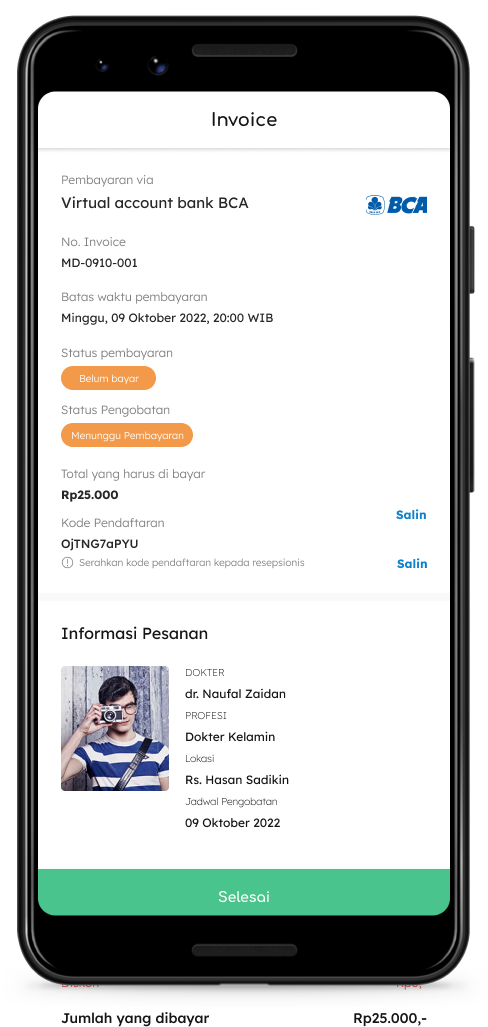 Invoice
Pembayaran via
Virtual account bank BCA
BCA
No. Invoice
MD-0910-001
Batas waktu pembayaran
Minggu, 09 Oktober 2022, 20:00 WIB
Status pembayaran
Belum bayar
Status Pengobatan
Menunggu Pembayaran
Total yang harus di bayar
Rp25.000
Salin
Kode Pendaftaran
OjTNG7aPYU
Serahkan kode pendaftaran kepada resepsionis
Salin
Informasi Pesanan
DOKTER
dr. Naufal Zaidan
PROFESI
Dokter Kelamin
Lokasi
Rs. Hasan Sadikin
Jadwal Pengobatan
09 Oktober 2022
Selesai
Jumlah yang dibayar Rp25.000,-